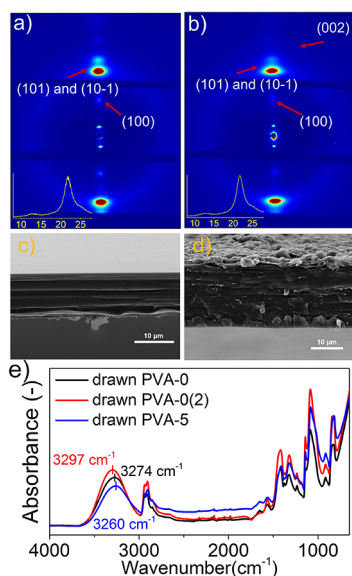 a)
b)
(002)
(101) and (10-1)
(101) and (10-1)
(100)
(100)
10 15 20 25
10 15 20 25
c)
d)
10 μm
10 μm
e)
drawn PVA-0
drawn PVA-0(2)
drawn PVA-5
Absorbance (-)
3297 cm⁻¹
3274 cm⁻¹
3260 cm⁻¹
4000 3000 2000 1000
Wavenumber(cm⁻¹)